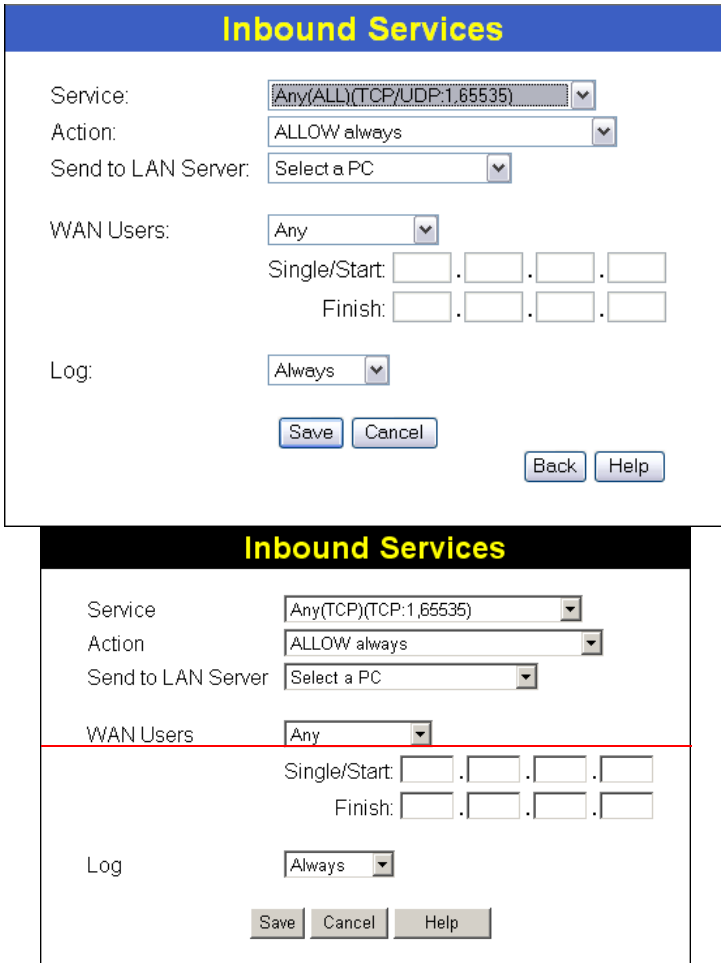 Inbound Services
Service: Any(ALL)(TCP/UDP:1,65535)
Action: ALLOW always
Send to LAN Server: Select a PC
WAN Users: Any
Single/Start: . . .
Finish: . . .
Log: Always
Save Cancel
Back Help
Inbound Services
Service Any(TCP)(TCP:1,65535)
Action ALLOW always
Send to LAN Server Select a PC
WAN Users Any
Single/Start: . . .
Finish: . . .
Log Always
Save Cancel Help